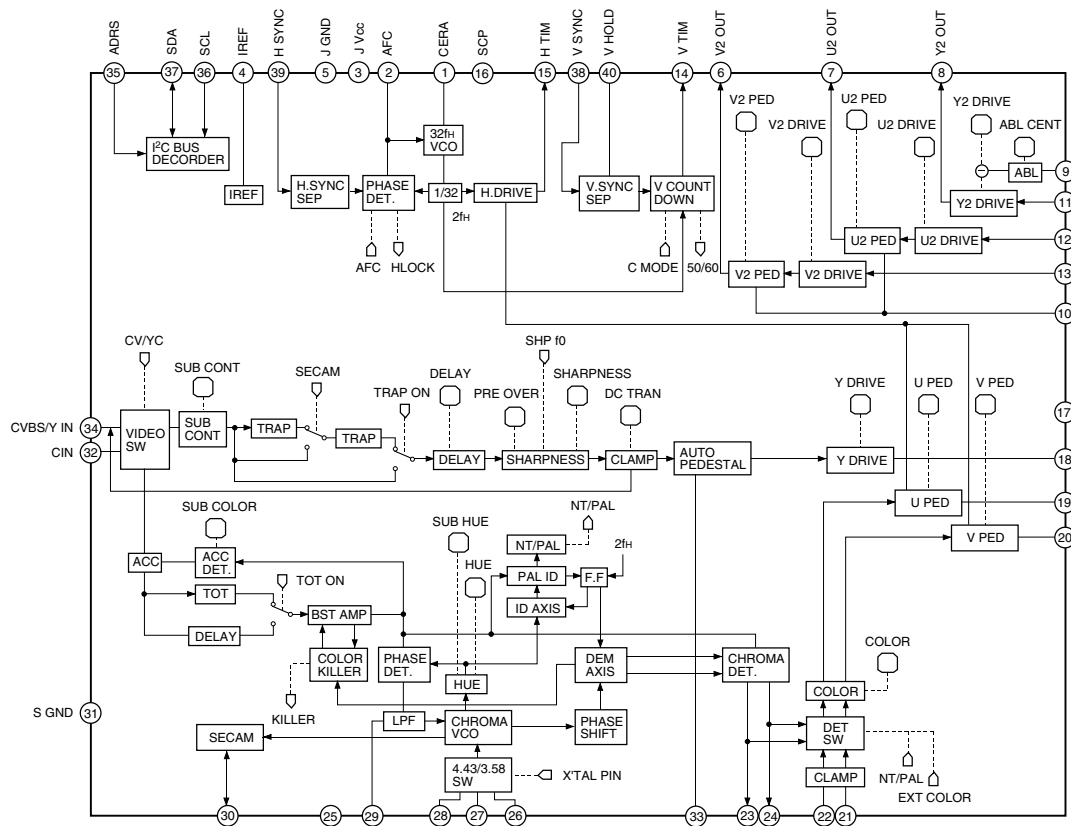 ADRS
SDA
SCL
IREF
H SYNC
J GND
J Vcc
AFC
CERA
SCP
H TIM
V SYNC
V HOLD
V TIM
V2 OUT
U2 OUT
Y2 OUT
35
37
36
4
39
5
3
2
1
16
15
38
40
14
6
7
8
V2 PED
V2 DRIVE
U2 PED
U2 DRIVE
Y2 DRIVE
ABL CENT
I²C BUS
DECORDER
IREF
H.SYNC
SEP
PHASE
DET.
32fH
VCO
1/32
2fH
H.DRIVE
V.SYNC
SEP
V COUNT
DOWN
ABL
9
Y2 DRIVE
11
U2 PED
U2 DRIVE
12
V2 PED
V2 DRIVE
13
10
AFC
HLOCK
C MODE
50/60
CV/YC
SUB CONT
SECAM
TRAP ON
DELAY
PRE OVER
SHP f0
SHARPNESS
DC TRAN
Y DRIVE
U PED
V PED
CVBS/Y IN
34
CIN
32
VIDEO
SW
SUB
CONT
TRAP
TRAP
DELAY
SHARPNESS
CLAMP
AUTO
PEDESTAL
Y DRIVE
17
18
U PED
19
V PED
20
SUB COLOR
SUB HUE
HUE
NT/PAL
NT/PAL
2fH
ACC
ACC
DET.
TOT ON
PAL ID
F.F
TOT
ID AXIS
BST AMP
DELAY
COLOR
KILLER
PHASE
DET.
HUE
DEM
AXIS
CHROMA
DET.
COLOR
COLOR
S GND
31
KILLER
LPF
CHROMA
VCO
PHASE
SHIFT
DET
SW
SECAM
4.43/3.58
SW
X'TAL PIN
CLAMP
NT/PAL
EXT COLOR
30
25
29
28
27
26
33
23
24
22
21